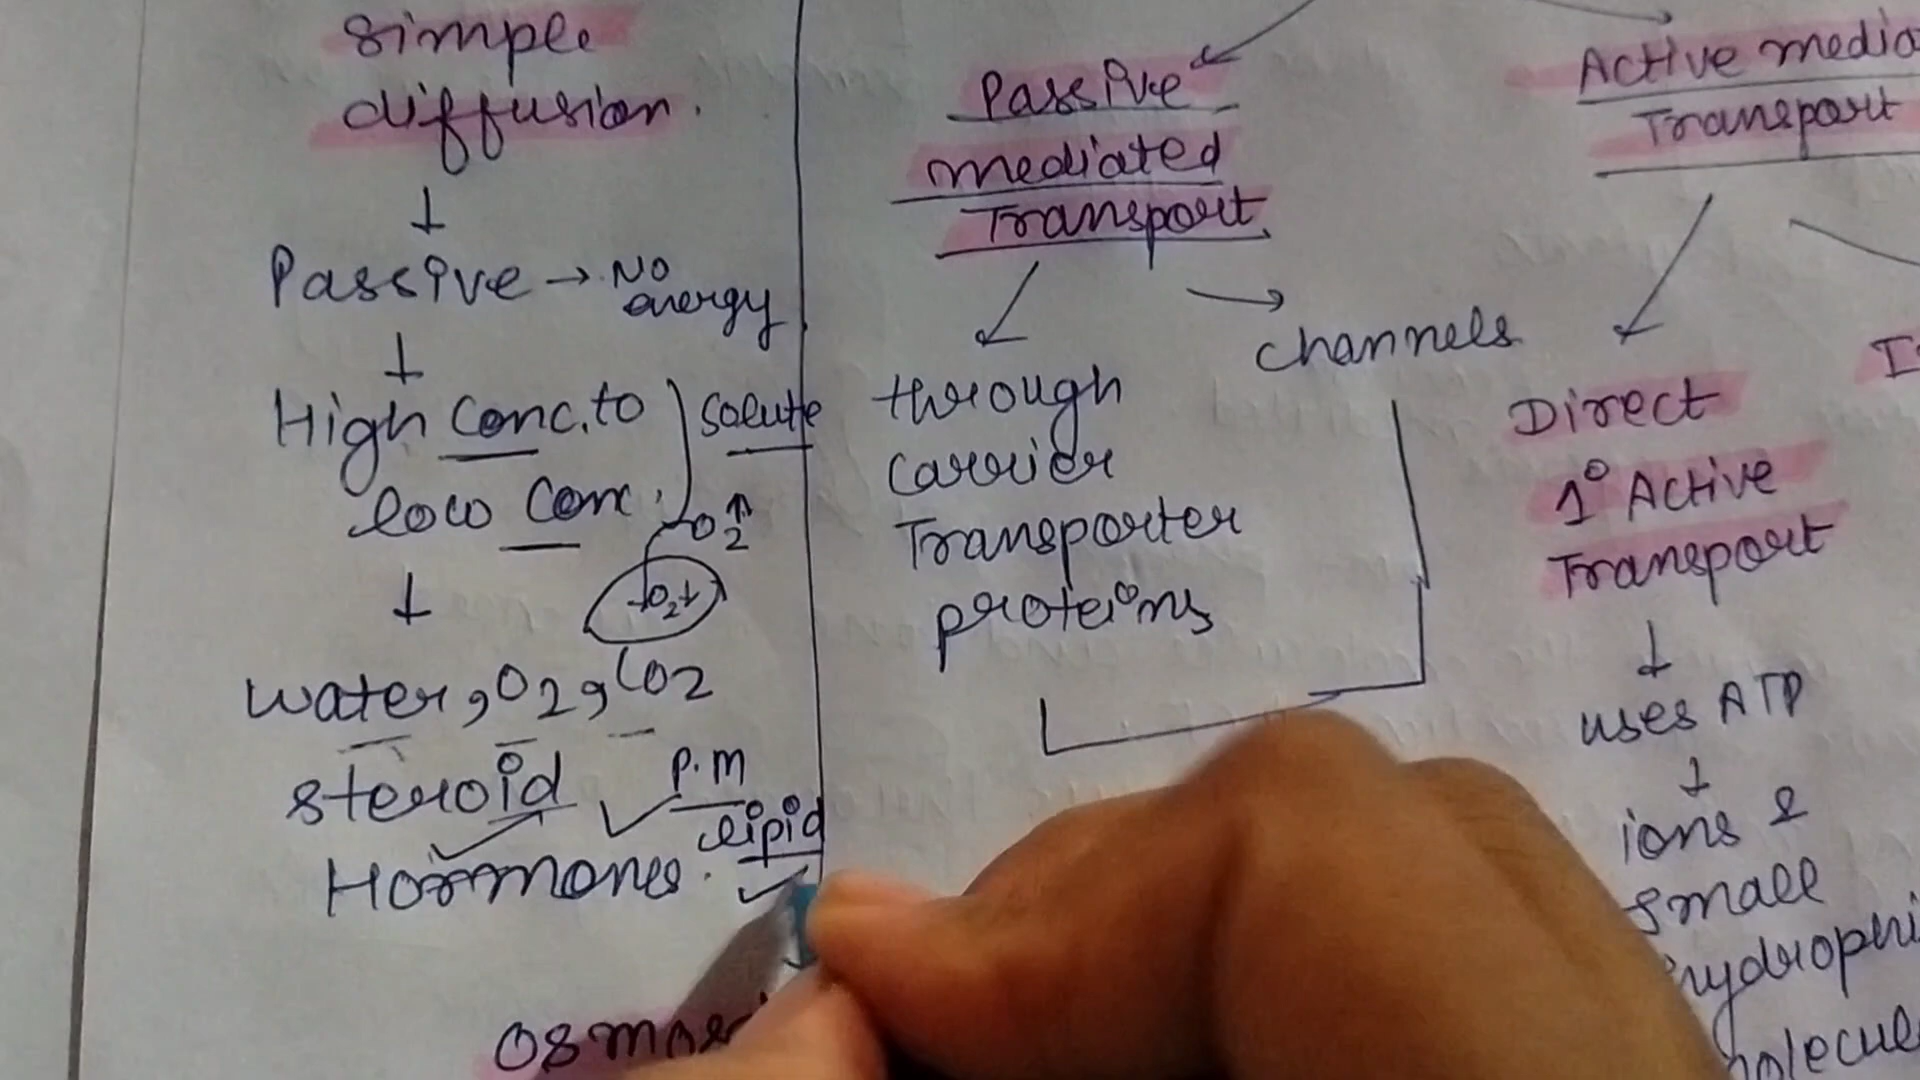 Simple
diffusion.
Passive → No
energy
High Conc. to
low Conc.
solute
O2↑
O2↓
water, O2, CO2
steroid
Hormones.
P.M
lipid
Passive
mediated
Transport
through
carrier
Transporter
proteins
channels
Active media
Transport
Direct
1° Active
Transport
uses ATP
ions &
small
hydrophi
molecul